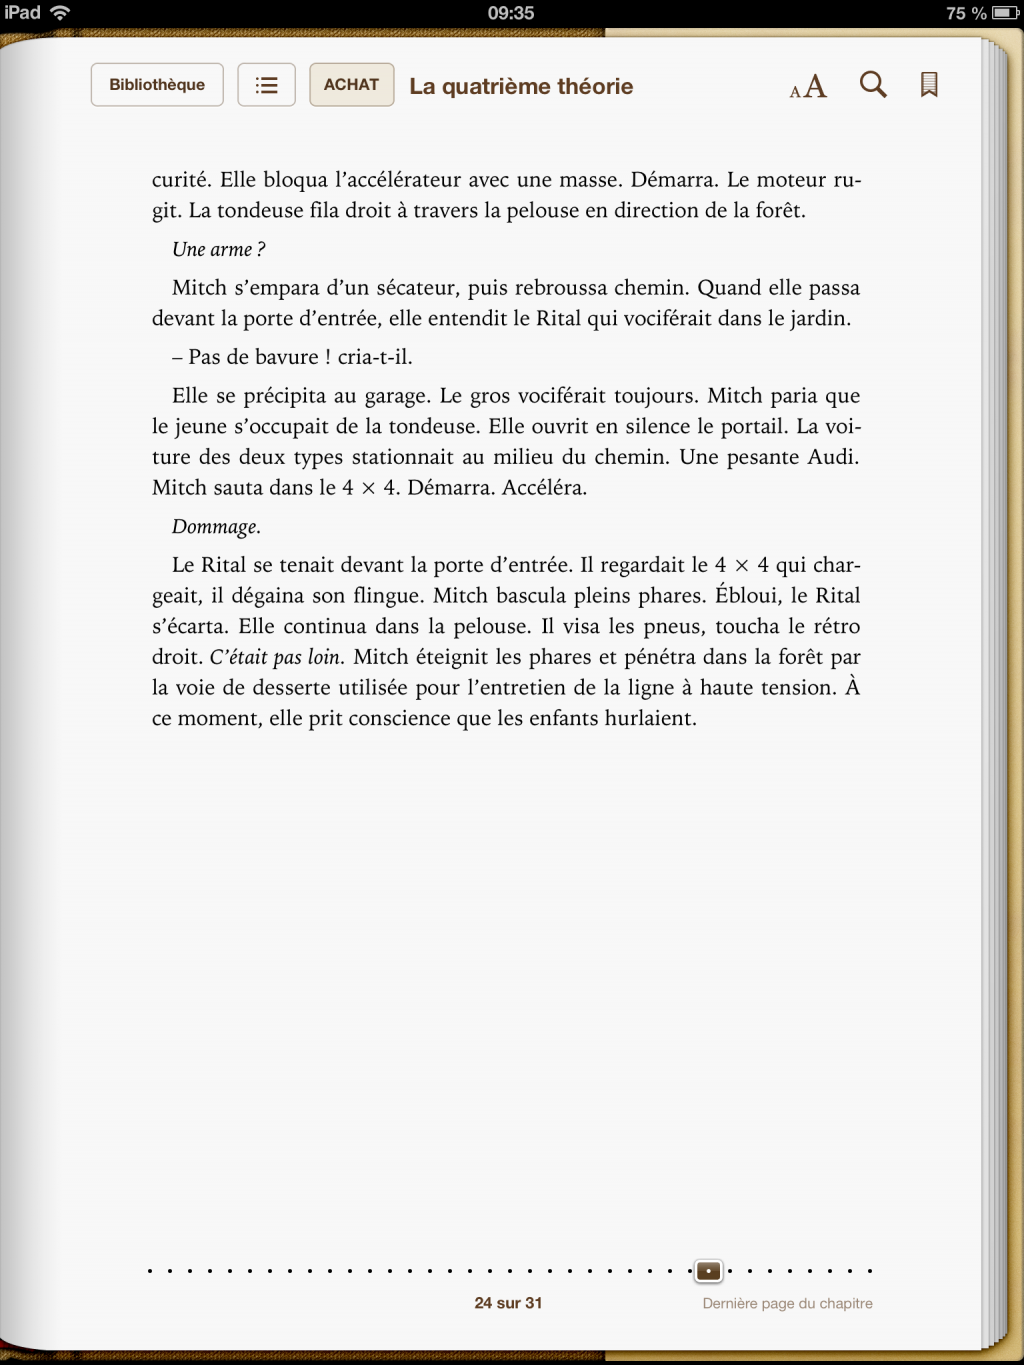 iPad
09:35
75 %
Bibliothèque
ACHAT
La quatrième théorie
AA
curité. Elle bloqua l’accélérateur avec une masse. Démarra. Le moteur ru-
git. La tondeuse fila droit à travers la pelouse en direction de la forêt.
Une arme ?
Mitch s’empara d’un sécateur, puis rebroussa chemin. Quand elle passa
devant la porte d’entrée, elle entendit le Rital qui vociférait dans le jardin.
– Pas de bavure ! cria-t-il.
Elle se précipita au garage. Le gros vociférait toujours. Mitch paria que
le jeune s’occupait de la tondeuse. Elle ouvrit en silence le portail. La voi-
ture des deux types stationnait au milieu du chemin. Une pesante Audi.
Mitch sauta dans le 4 × 4. Démarra. Accéléra.
Dommage.
Le Rital se tenait devant la porte d’entrée. Il regardait le 4 × 4 qui char-
geait, il dégaina son flingue. Mitch bascula pleins phares. Ébloui, le Rital
s’écarta. Elle continua dans la pelouse. Il visa les pneus, toucha le rétro
droit. C’était pas loin. Mitch éteignit les phares et pénétra dans la forêt par
la voie de desserte utilisée pour l’entretien de la ligne à haute tension. À
ce moment, elle prit conscience que les enfants hurlaient.
24 sur 31
Dernière page du chapitre